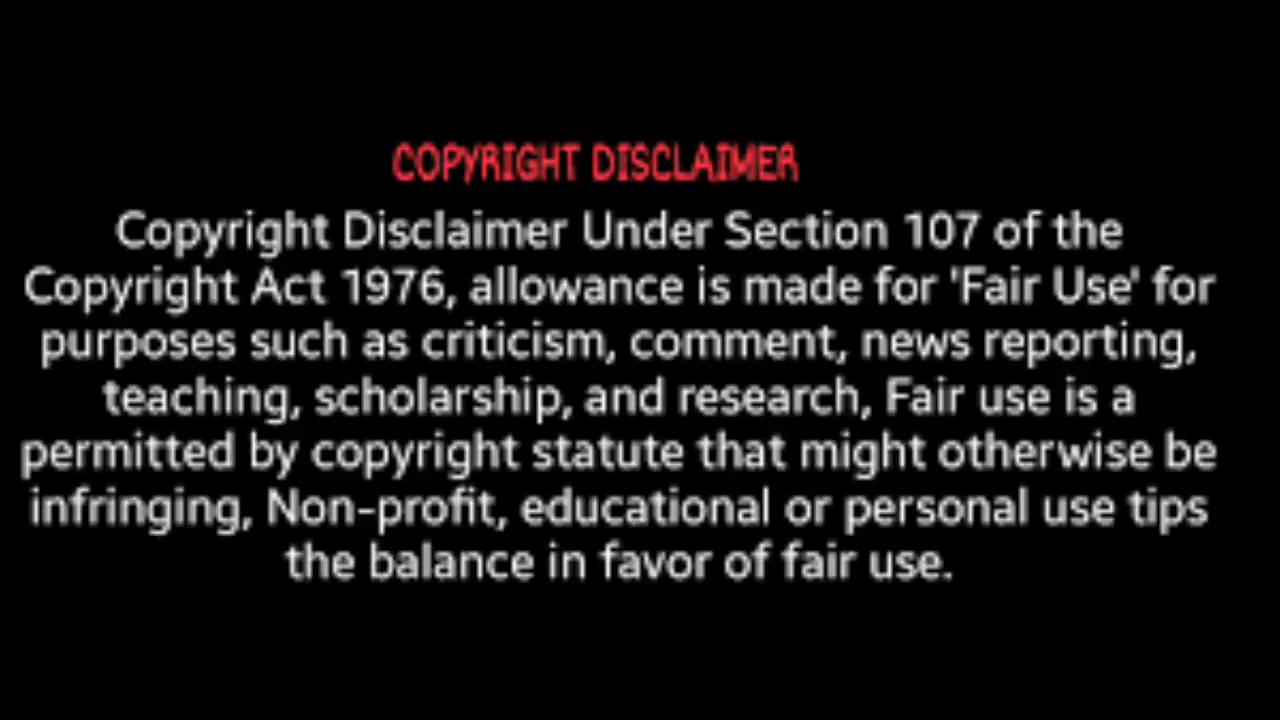 COPYRIGHT DISCLAIMER
Copyright Disclaimer Under Section 107 of the
Copyright Act 1976, allowance is made for 'Fair Use' for
purposes such as criticism, comment, news reporting,
teaching, scholarship, and research, Fair use is a
permitted by copyright statute that might otherwise be
infringing, Non-profit, educational or personal use tips
the balance in favor of fair use.